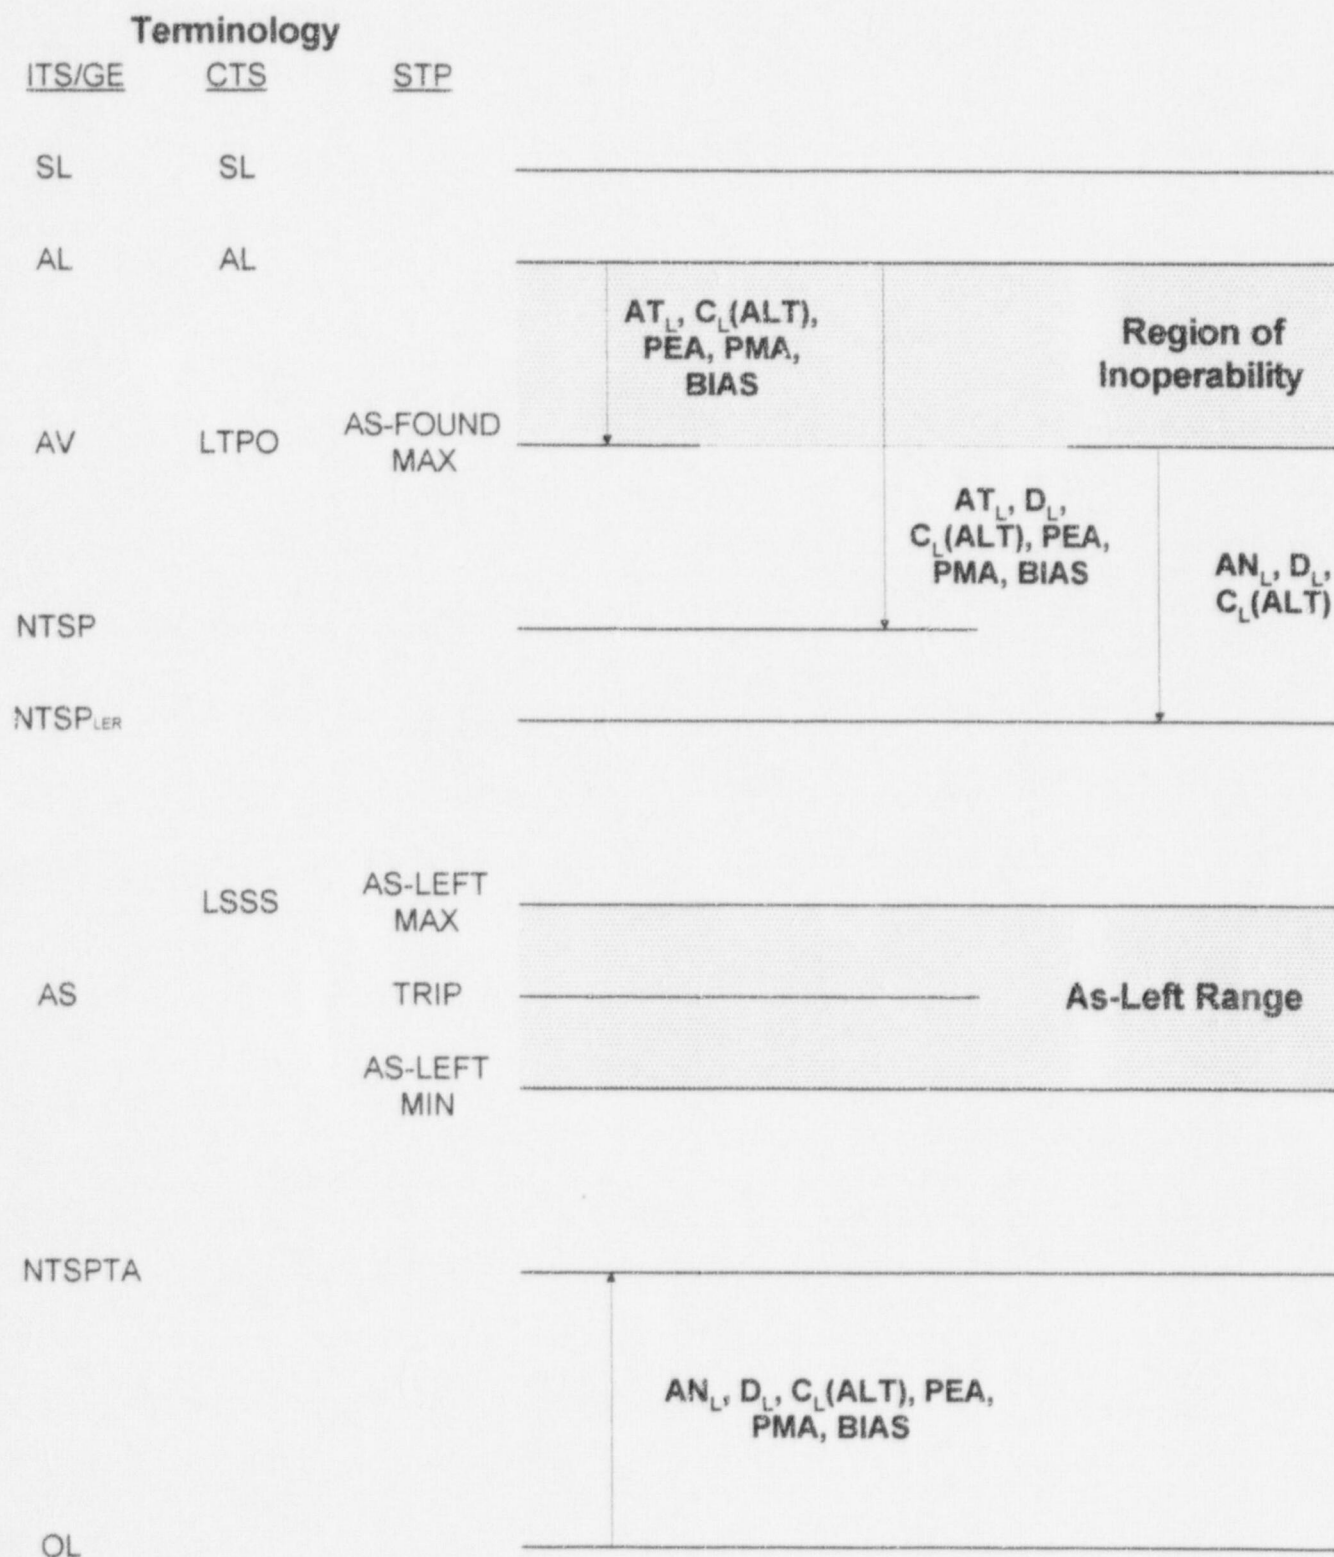 Terminology
ITS/GE CTS STP
SL SL
AL AL
AT_L, C_L(ALT),
PEA, PMA,
BIAS
Region of
Inoperability
AV LTPO AS-FOUND
MAX
AT_L, D_L,
C_L(ALT), PEA,
PMA, BIAS
AN_L, D_L,
C_L(ALT)
NTSP
NTSP_LER
LSSS AS-LEFT
MAX
AS TRIP
As-Left Range
AS-LEFT
MIN
NTSPTA
AN_L, D_L, C_L(ALT), PEA,
PMA, BIAS
OL